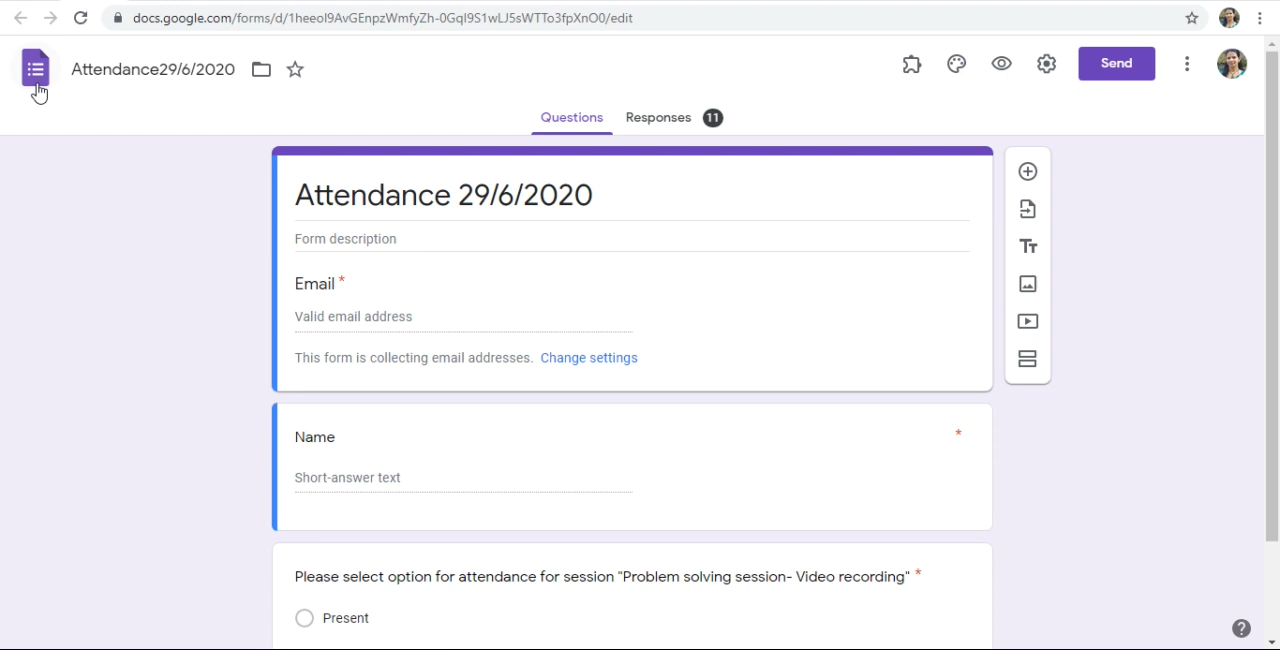 docs.google.com/forms/d/1heeol9AvGEnpzWmfyZh-0Gql9S1wLJ5sWTTo3fpXnO0/edit
Attendance29/6/2020
Send
Questions Responses 11
Attendance 29/6/2020
Form description
Email *
Valid email address
This form is collecting email addresses. Change settings
Name *
Short-answer text
Please select option for attendance for session "Problem solving session- Video recording" *
Present